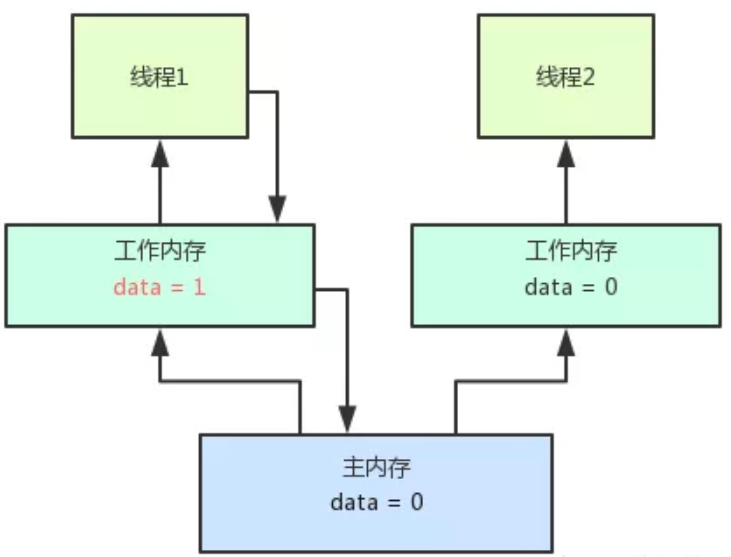 线程1
线程2
工作内存
data = 1
工作内存
data = 0
主内存
data = 0